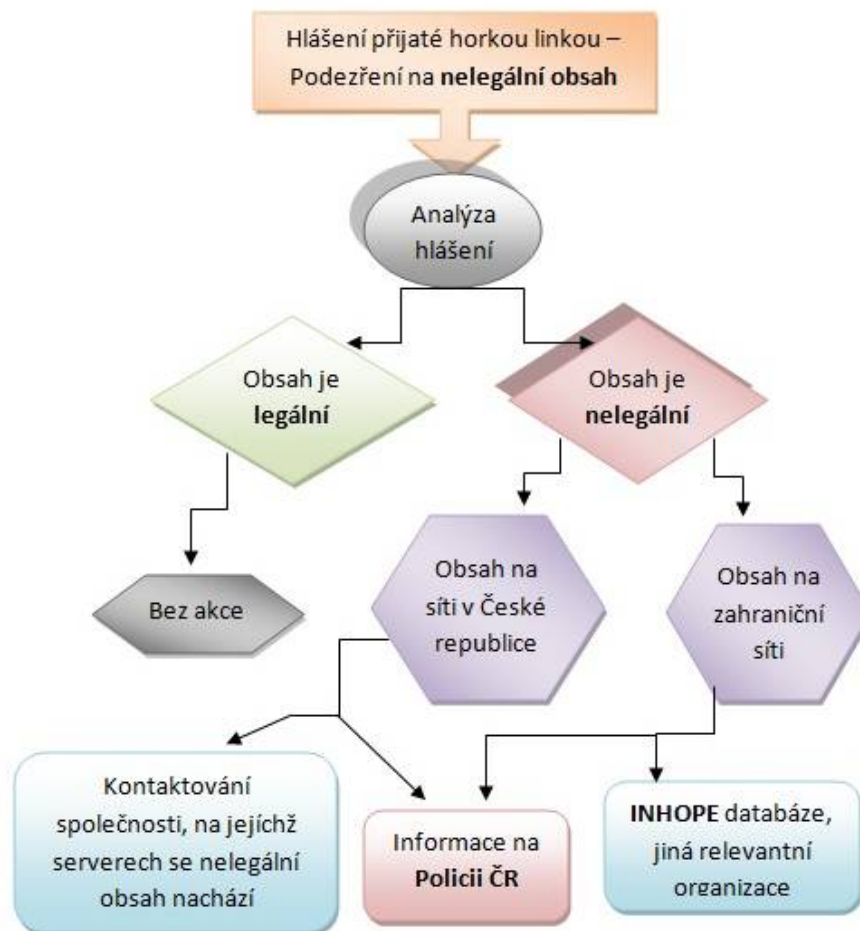 Hlášení přijaté horkou linkou –
Podezření na nelegální obsah
Analýza
hlášení
Obsah je
legální
Obsah je
nelegální
Bez akce
Obsah na
síti v České
republice
Obsah na
zahraniční
síti
Kontaktování
společnosti, na jejíchž
serverech se nelegální
obsah nachází
Informace na
Policii ČR
INHOPE databáze,
jiná relevantní
organizace